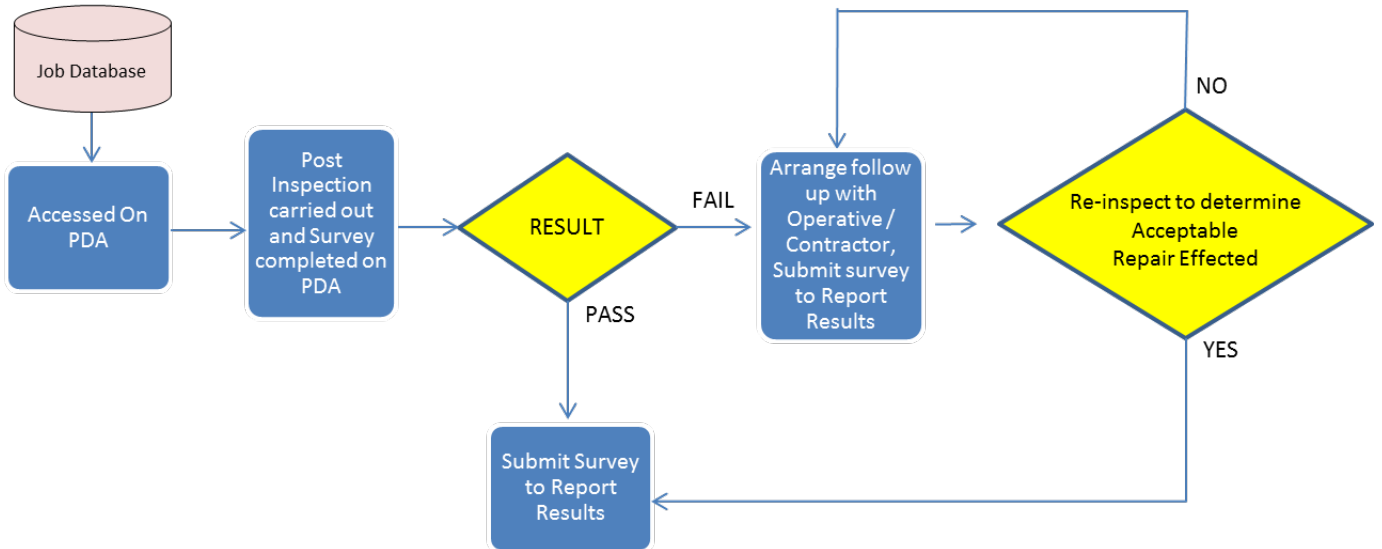 Job Database
Accessed On
PDA
Post
Inspection
carried out
and Survey
completed on
PDA
RESULT
FAIL
PASS
Arrange follow
up with
Operative /
Contractor,
Submit survey
to Report
Results
NO
Re-inspect to determine
Acceptable
Repair Effected
YES
Submit Survey
to Report
Results